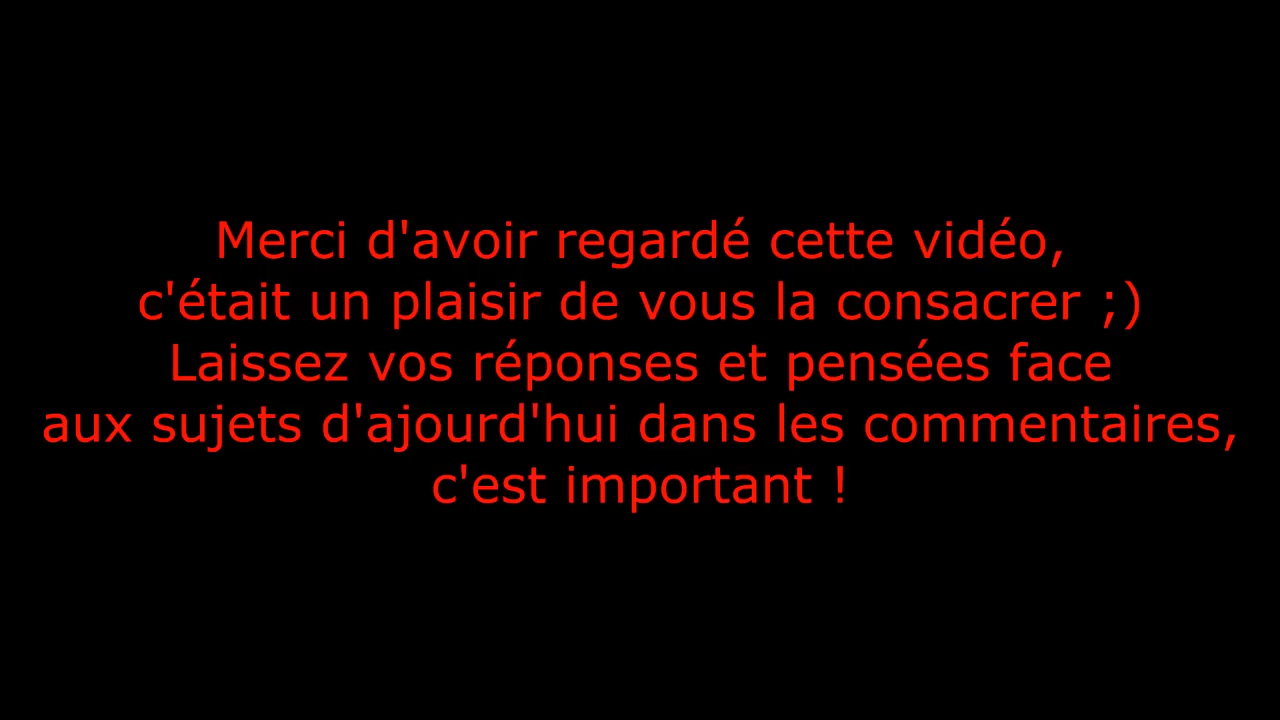 Merci d'avoir regardé cette vidéo,
c'était un plaisir de vous la consacrer ;)
Laissez vos réponses et pensées face
aux sujets d'ajourd'hui dans les commentaires,
c'est important !